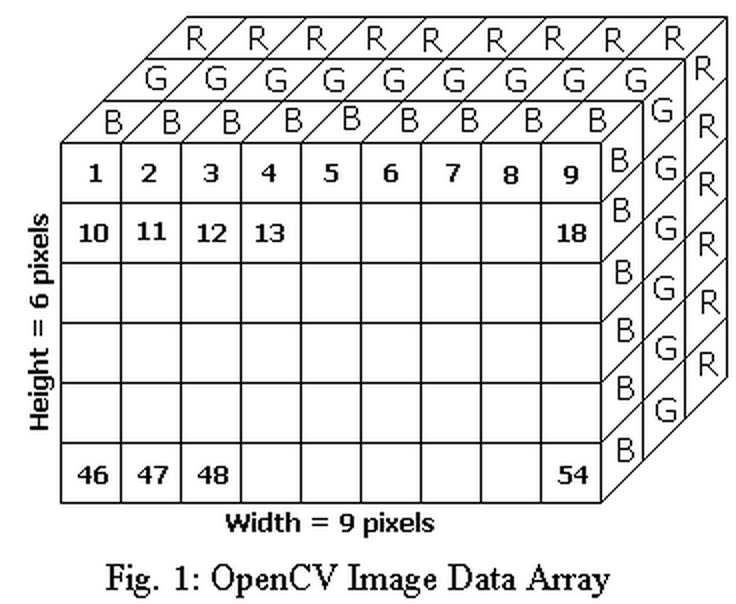 R R R R R R R R R
G G G G G G G G G
B B B B B B B B B
1 2 3 4 5 6 7 8 9
10 11 12 13 18
46 47 48 54
B B B B B B
G G G G G G
R R R R R R
Height = 6 pixels
Width = 9 pixels
Fig. 1: OpenCV Image Data Array